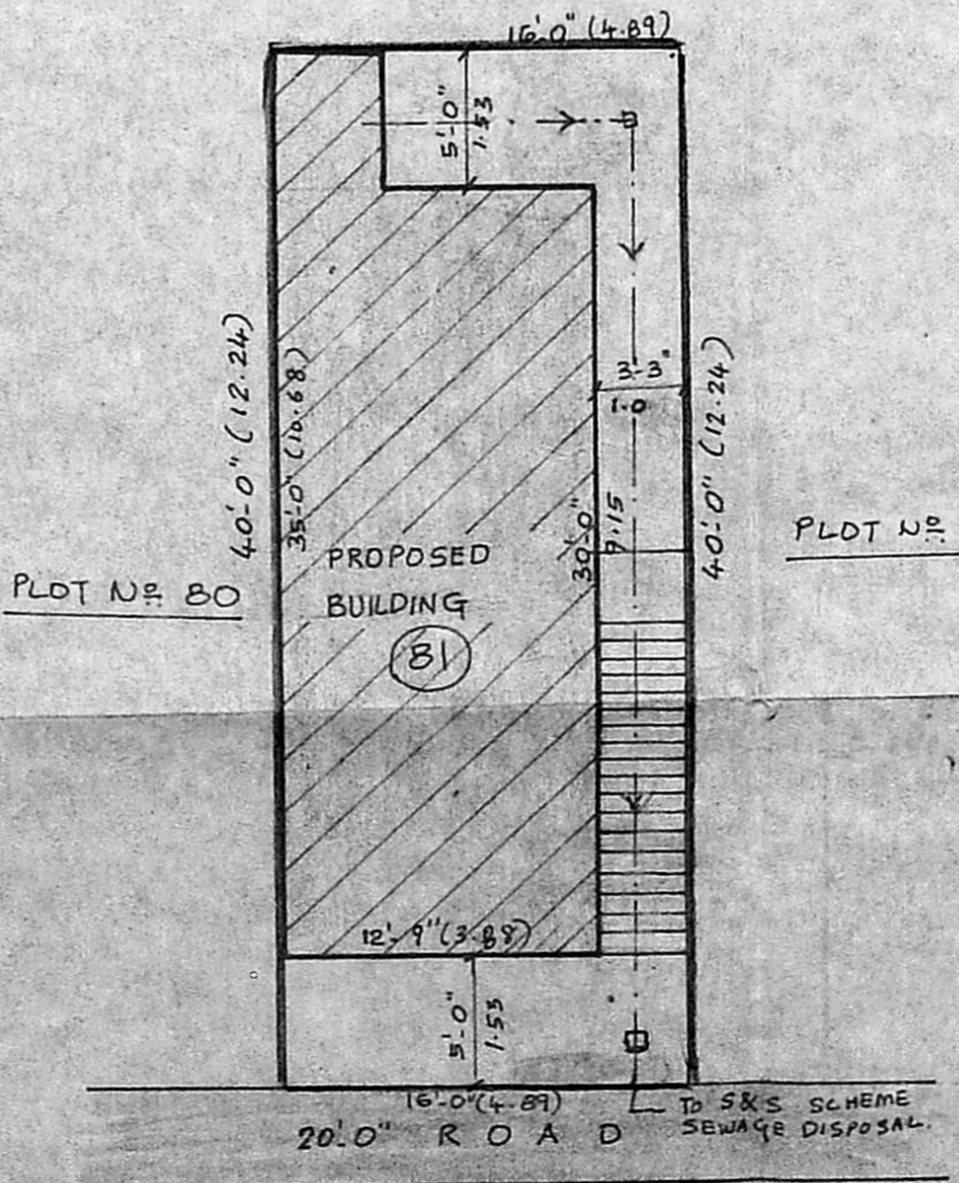 16'-0" (4.89)
5'-0"
1.53
40'-0" (12.24)
35'-0" (10.68)
3'-3"
1.0
30'-0"
9.15
40'-0" (12.24)
PLOT Nº 80
PROPOSED
BUILDING
81
PLOT Nº
12'-9" (3.88)
5'-0"
1.53
16'-0" (4.89)
20'.0" ROAD
TO S&S SCHEME
SEWAGE DISPOSAL.